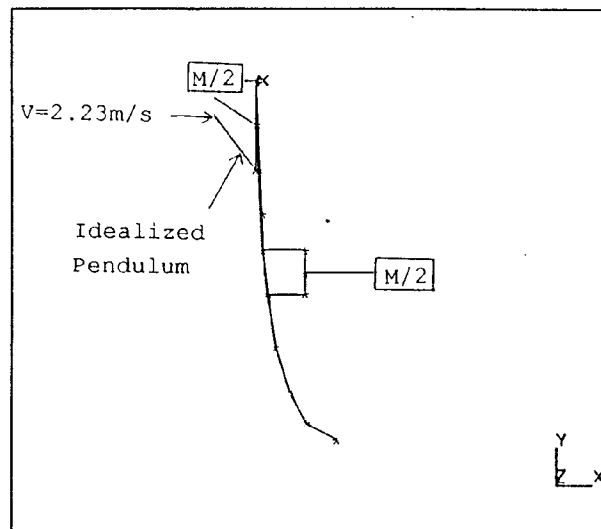 M/2
V=2.23m/s
Idealized
Pendulum
M/2
Y
Z
X